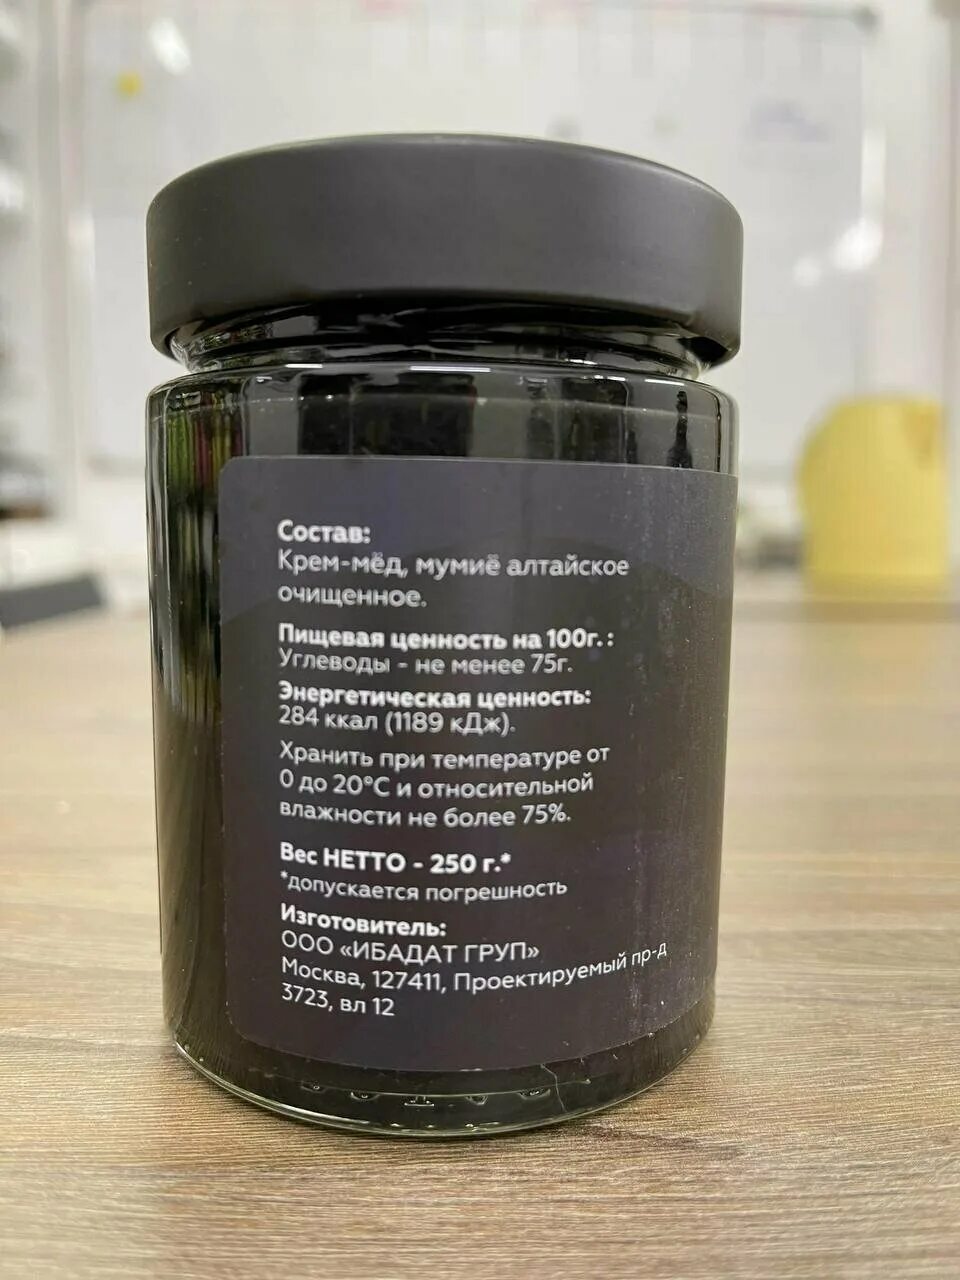 Состав:
Крем-мёд, мумиё алтайское
очищенное.
Пищевая ценность на 100г. :
Углеводы - не менее 75г.
Энергетическая ценность:
284 ккал (1189 кДж).
Хранить при температуре от
0 до 20°С и относительной
влажности не более 75%.
Вес НЕТТО - 250 г.*
*допускается погрешность
Изготовитель:
ООО «ИБАДАТ ГРУП»
Москва, 127411, Проектируемый пр-д
3723, вл 12